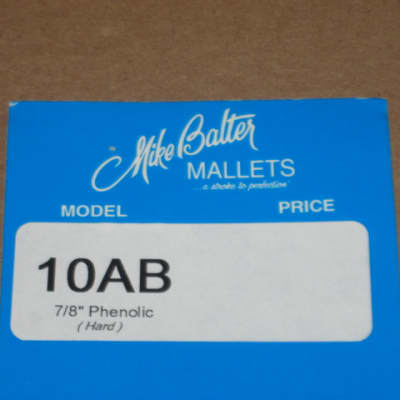 Mike Balter
MALLETS
...a stroke to perfection
MODEL PRICE
10AB
7/8" Phenolic
(Hard)